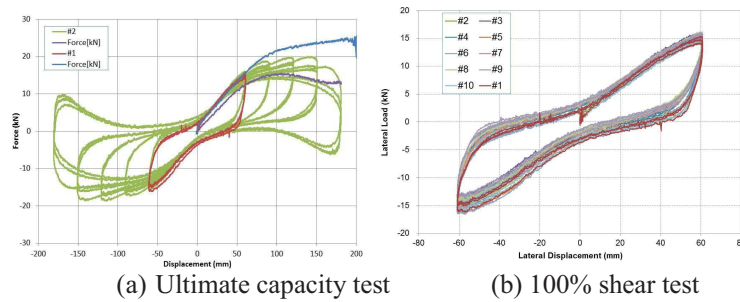 #2
Force[kN]
#1
Force[kN]
Force (kN)
30
20
10
0
-10
-20
-30
-200 -150 -100 -50 0 50 100 150 200
Displacement (mm)
(a) Ultimate capacity test
#2 #3
#4 #5
#6 #7
#8 #9
#10 #1
Lateral Load (kN)
20
15
10
5
0
-5
-10
-15
-20
-80 -60 -40 -20 0 20 40 60 8
Lateral Displacement (mm)
(b) 100% shear test